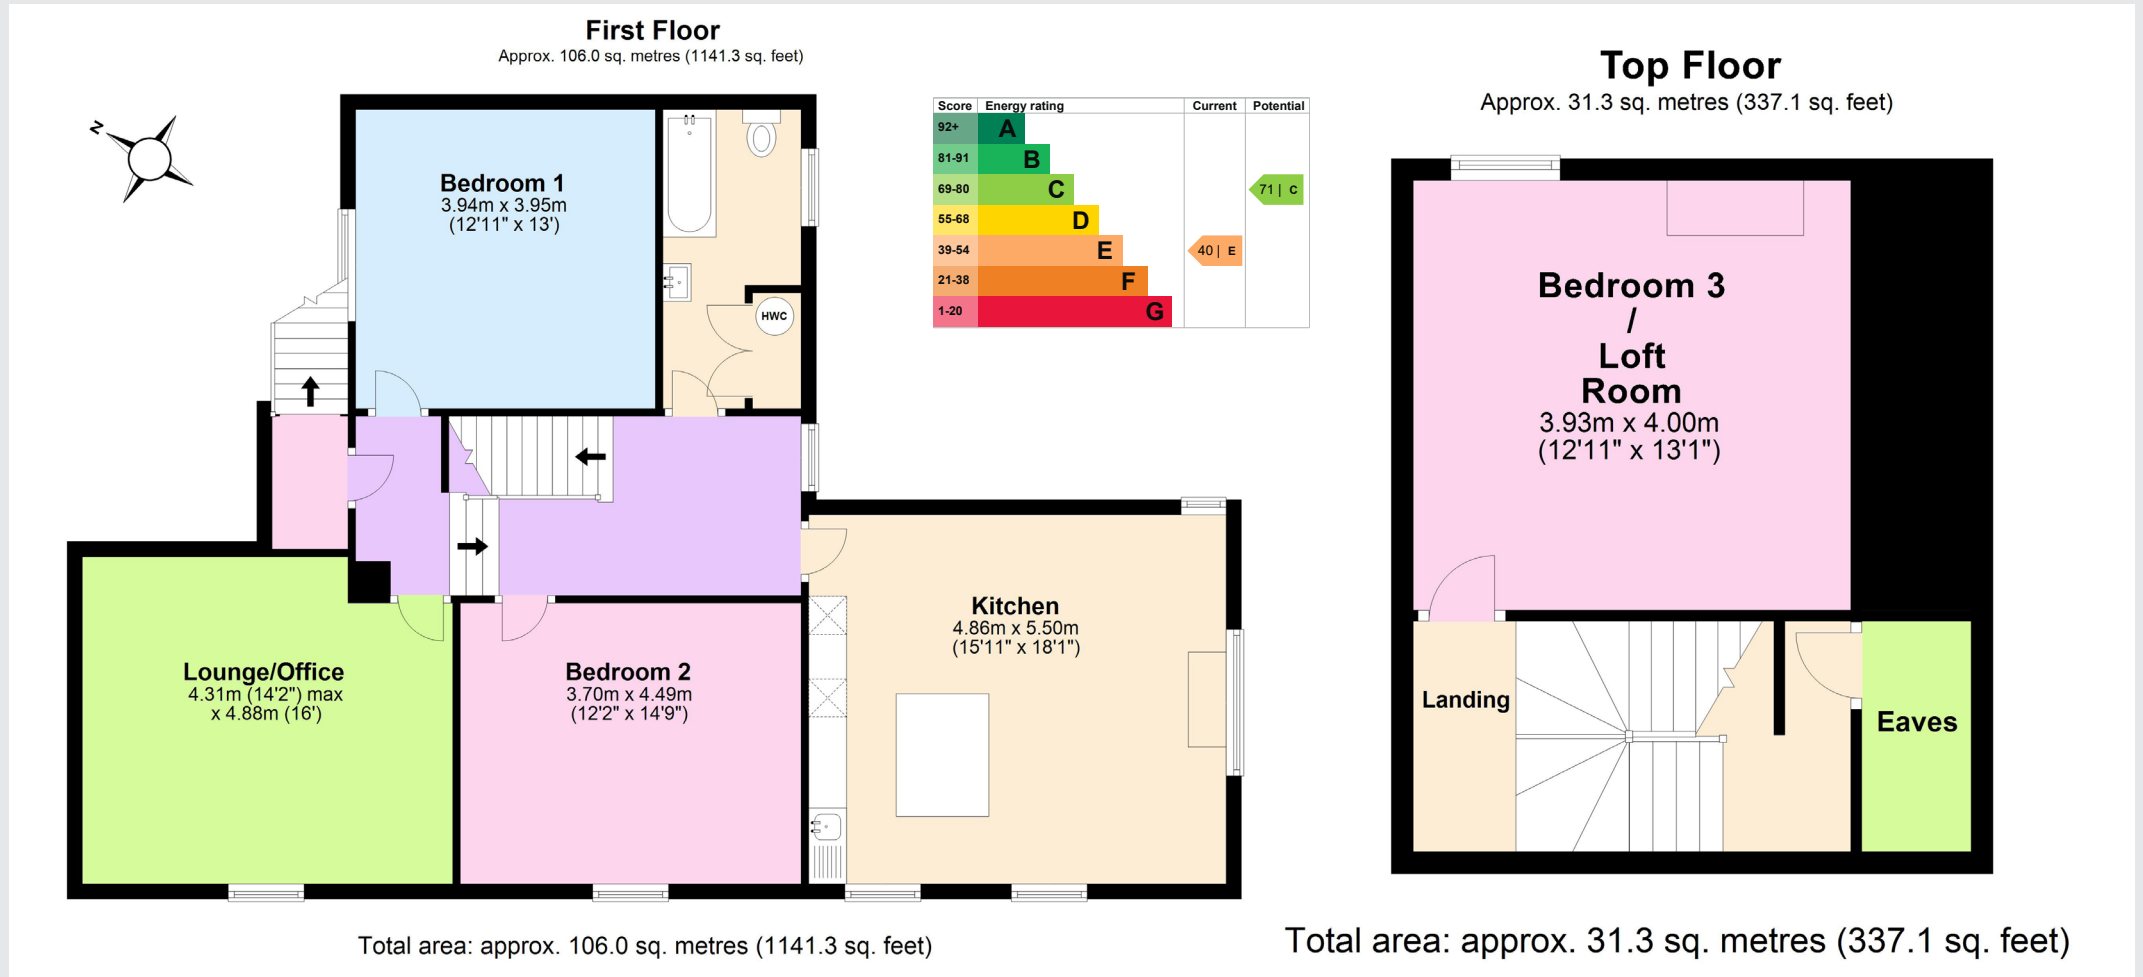 First Floor
Approx. 106.0 sq. metres (1141.3 sq. feet)
N
Bedroom 1
3.94m x 3.95m
(12'11" x 13')
HWC
Lounge/Office
4.31m (14'2") max
x 4.88m (16')
Bedroom 2
3.70m x 4.49m
(12'2" x 14'9")
Kitchen
4.86m x 5.50m
(15'11" x 18'1")
Total area: approx. 106.0 sq. metres (1141.3 sq. feet)
Score Energy rating Current Potential
92+ A
81-91 B
69-80 C 71 | C
55-68 D
39-54 E 40 | E
21-38 F
1-20 G
Top Floor
Approx. 31.3 sq. metres (337.1 sq. feet)
Bedroom 3
/
Loft
Room
3.93m x 4.00m
(12'11" x 13'1")
Landing
Eaves
Total area: approx. 31.3 sq. metres (337.1 sq. feet)